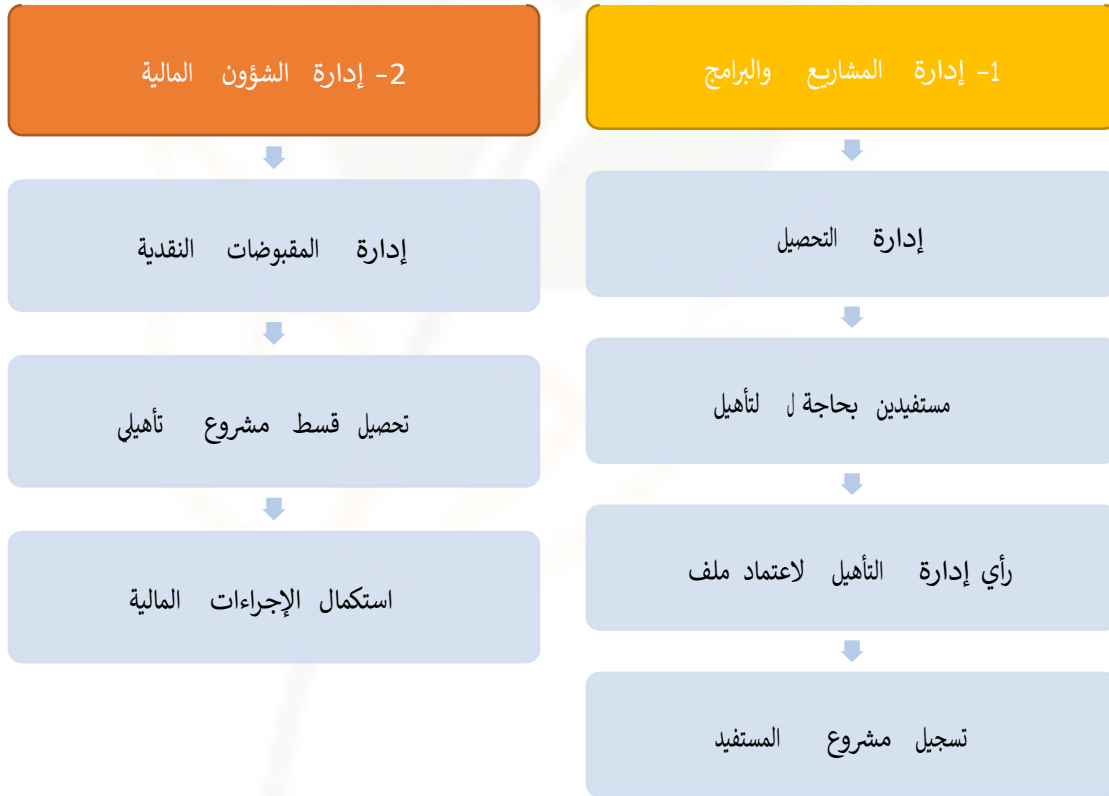 1- إدارة المشاريع والبرامج
إدارة التحصيل
مستفيدين بحاجة ل لتأهيل
رأي إدارة التأهيل لاعتماد ملف
تسجيل مشروع المستفيد
2- إدارة الشؤون المالية
إدارة المقبوضات النقدية
تحصيل قسط مشروع تأهيلي
استكمال الإجراءات المالية